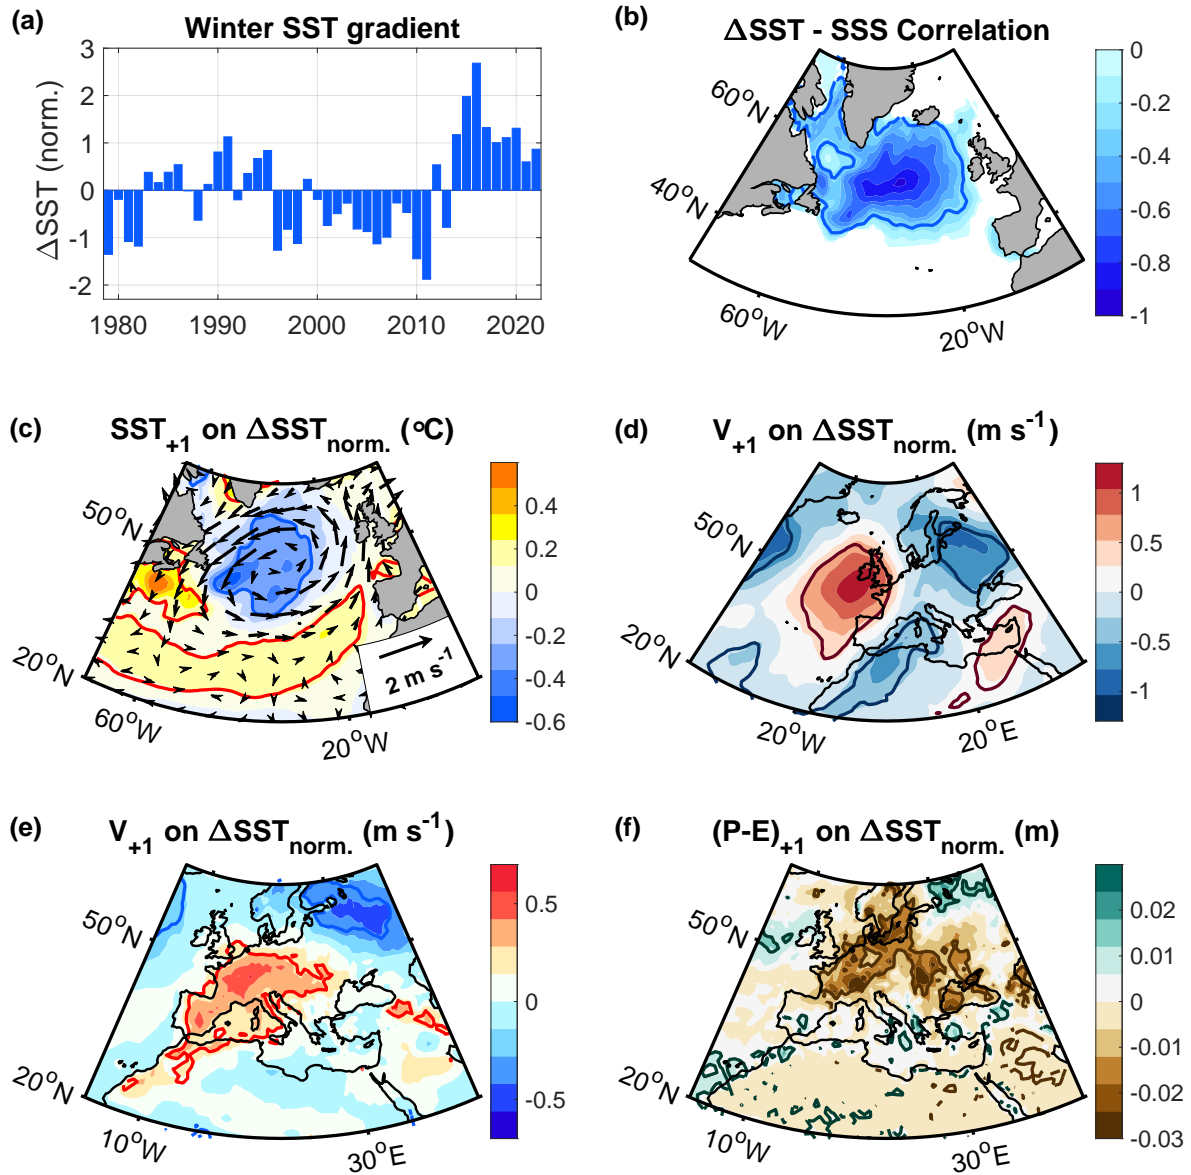 (a)
Winter SST gradient
ΔSST (norm.)
3
2
1
0
-1
-2
1980 1990 2000 2010 2020
(b)
ΔSST - SSS Correlation
60°N
40°N
60°W
20°W
0
-0.2
-0.4
-0.6
-0.8
-1
(c)
SST+1 on ΔSSTnorm. (°C)
50°N
20°N
60°W
20°W
2 m s-1
0.4
0.2
0
-0.2
-0.4
-0.6
(d)
V+1 on ΔSSTnorm. (m s-1)
50°N
20°N
20°W
20°E
1
0.5
0
-0.5
-1
(e)
V+1 on ΔSSTnorm. (m s-1)
50°N
20°N
10°W
30°E
0.5
0
-0.5
(f)
(P-E)+1 on ΔSSTnorm. (m)
50°N
20°N
10°W
30°E
0.02
0.01
0
-0.01
-0.02
-0.03